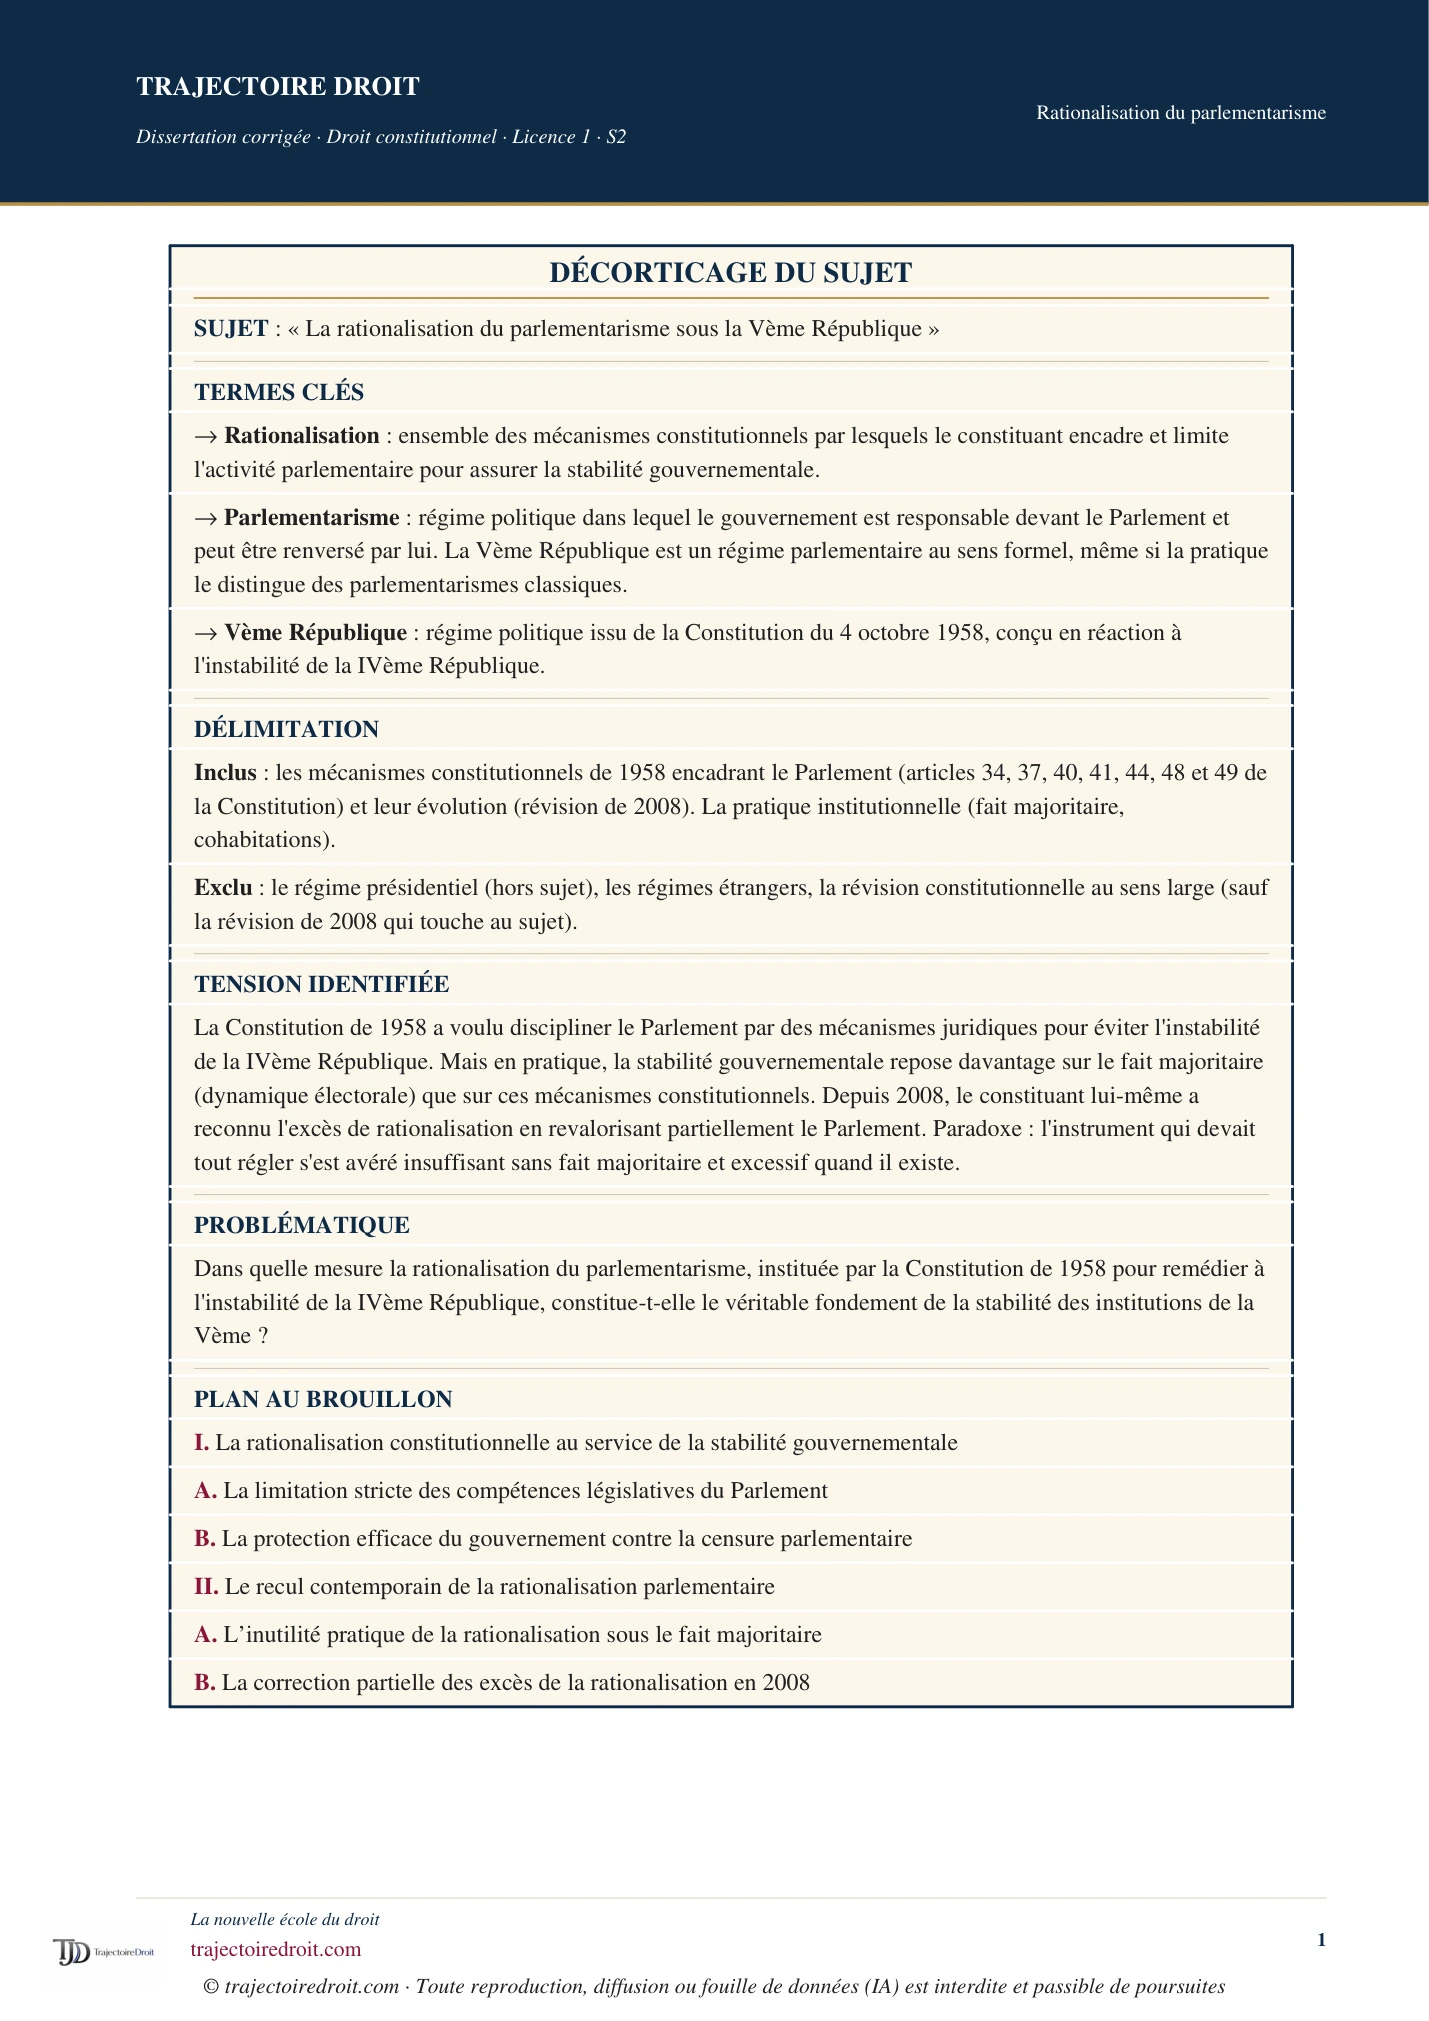 TRAJECTOIRE DROIT
Dissertation corrigée · Droit constitutionnel · Licence 1 · S2
Rationalisation du parlementarisme
DÉCORTICAGE DU SUJET
SUJET : « La rationalisation du parlementarisme sous la Vème République »
TERMES CLÉS
→ Rationalisation : ensemble des mécanismes constitutionnels par lesquels le constituant encadre et limite
l'activité parlementaire pour assurer la stabilité gouvernementale.
→ Parlementarisme : régime politique dans lequel le gouvernement est responsable devant le Parlement et
peut être renversé par lui. La Vème République est un régime parlementaire au sens formel, même si la pratique
le distingue des parlementarismes classiques.
→ Vème République : régime politique issu de la Constitution du 4 octobre 1958, conçu en réaction à
l'instabilité de la IVème République.
DÉLIMITATION
Inclus : les mécanismes constitutionnels de 1958 encadrant le Parlement (articles 34, 37, 40, 41, 44, 48 et 49 de
la Constitution) et leur évolution (révision de 2008). La pratique institutionnelle (fait majoritaire,
cohabitations).
Exclu : le régime présidentiel (hors sujet), les régimes étrangers, la révision constitutionnelle au sens large (sauf
la révision de 2008 qui touche au sujet).
TENSION IDENTIFIÉE
La Constitution de 1958 a voulu discipliner le Parlement par des mécanismes juridiques pour éviter l'instabilité
de la IVème République. Mais en pratique, la stabilité gouvernementale repose davantage sur le fait majoritaire
(dynamique électorale) que sur ces mécanismes constitutionnels. Depuis 2008, le constituant lui-même a
reconnu l'excès de rationalisation en revalorisant partiellement le Parlement. Paradoxe : l'instrument qui devait
tout régler s'est avéré insuffisant sans fait majoritaire et excessif quand il existe.
PROBLÉMATIQUE
Dans quelle mesure la rationalisation du parlementarisme, instituée par la Constitution de 1958 pour remédier à
l'instabilité de la IVème République, constitue-t-elle le véritable fondement de la stabilité des institutions de la
Vème ?
PLAN AU BROUILLON
I. La rationalisation constitutionnelle au service de la stabilité gouvernementale
A. La limitation stricte des compétences législatives du Parlement
B. La protection efficace du gouvernement contre la censure parlementaire
II. Le recul contemporain de la rationalisation parlementaire
A. L’inutilité pratique de la rationalisation sous le fait majoritaire
B. La correction partielle des excès de la rationalisation en 2008
La nouvelle école du droit
TJD TrajectoireDroit
trajectoiredroit.com
1
© trajectoiredroit.com · Toute reproduction, diffusion ou fouille de données (IA) est interdite et passible de poursuites